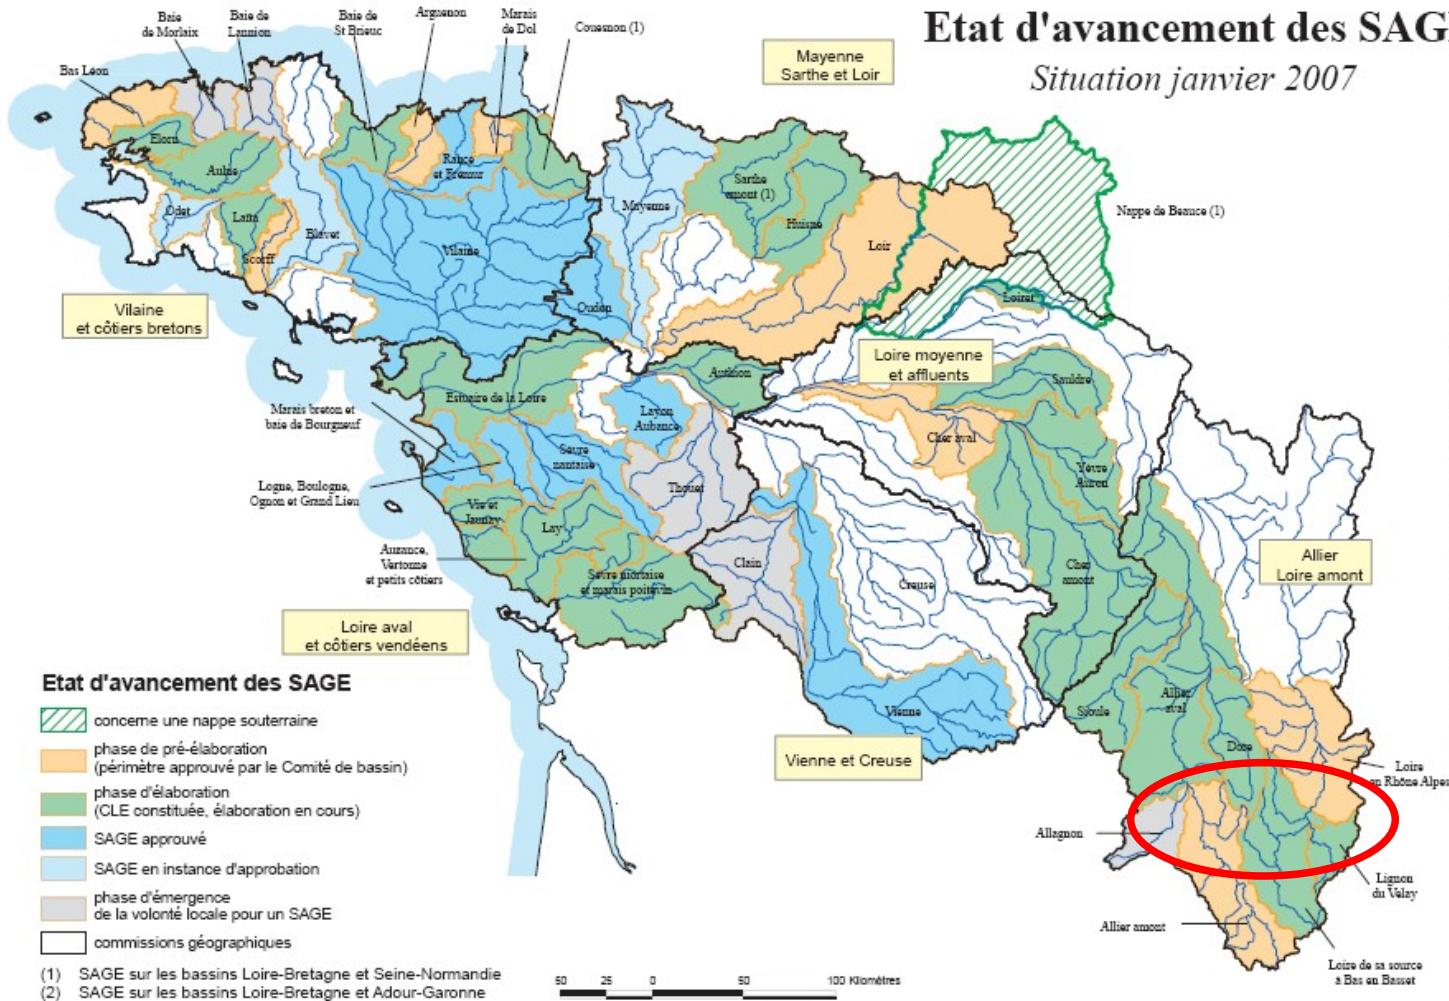 Etat d'avancement des SAG
Situation janvier 2007
Baie
de Morlaix
Baie de
Lannion
Baie de
St Brieuc
Arguenon
Marais
de Dol
Couesnon (1)
Mayenne
Sarthe et Loir
Bas Léon
Elorn
Aulne
Odet
Laïta
Scorff
Blavet
Rance
et Frémur
Vilaine
Mayenne
Oudon
Sarthe
amont (1)
Huisne
Loir
Nappe de Beauce (1)
Loiret
Vilaine
et côtiers bretons
Loire moyenne
et affluents
Estuaire de la Loire
Authion
Layon
Aubance
Sauldre
Cher aval
Yèvre
Auron
Marais breton et
baie de Bourgneuf
Sèvre
nantaise
Thouet
Logne, Boulogne,
Ognon et Grand Lieu
Vie et
Jaunay
Lay
Auzance,
Vertonne
et petits côtiers
Sèvre niortaise
et marais poitevin
Clain
Creuse
Cher
amont
Allier
Loire amont
Loire aval
et côtiers vendéens
Vienne
Vienne et Creuse
Sioule
Allier
aval
Dore
Loire
en Rhône Alpes
Allagnon
Lignon
du Velay
Allier amont
Loire de sa source
à Bas en Basset
Etat d'avancement des SAGE
concerne une nappe souterraine
phase de pré-élaboration
(périmètre approuvé par le Comité de bassin)
phase d'élaboration
(CLE constituée, élaboration en cours)
SAGE approuvé
SAGE en instance d'approbation
phase d'émergence
de la volonté locale pour un SAGE
commissions géographiques
(1) SAGE sur les bassins Loire-Bretagne et Seine-Normandie
(2) SAGE sur les bassins Loire-Bretagne et Adour-Garonne
50 25 0 50 100 Kilomètres